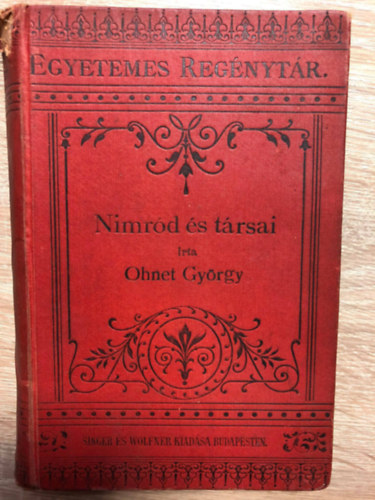 EGYETEMES REGÉNYTÁR.
Nimród és társai
Irta
Ohnet György
SINGER ÉS WOLFNER KIADÁSA BUDAPESTEN.